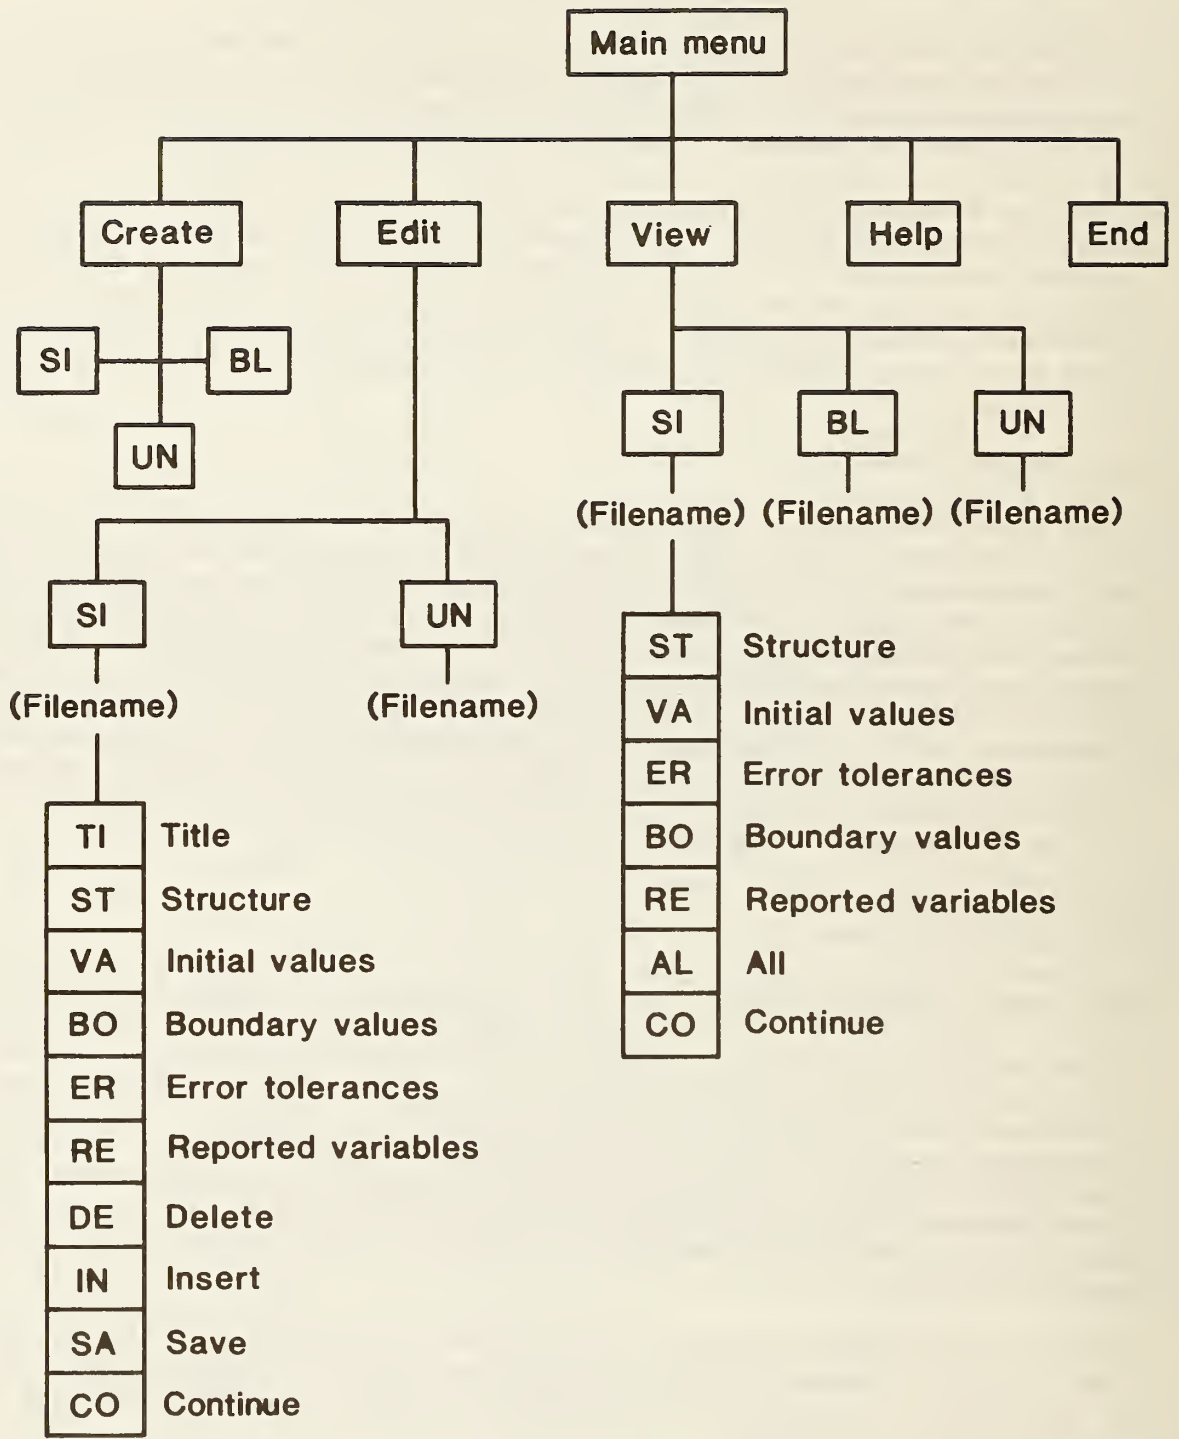 Main menu
Create Edit View Help End
SI BL
UN
SI BL UN
(Filename) (Filename) (Filename)
SI UN
(Filename) (Filename)
ST Structure
VA Initial values
ER Error tolerances
BO Boundary values
RE Reported variables
AL All
CO Continue
TI Title
ST Structure
VA Initial values
BO Boundary values
ER Error tolerances
RE Reported variables
DE Delete
IN Insert
SA Save
CO Continue